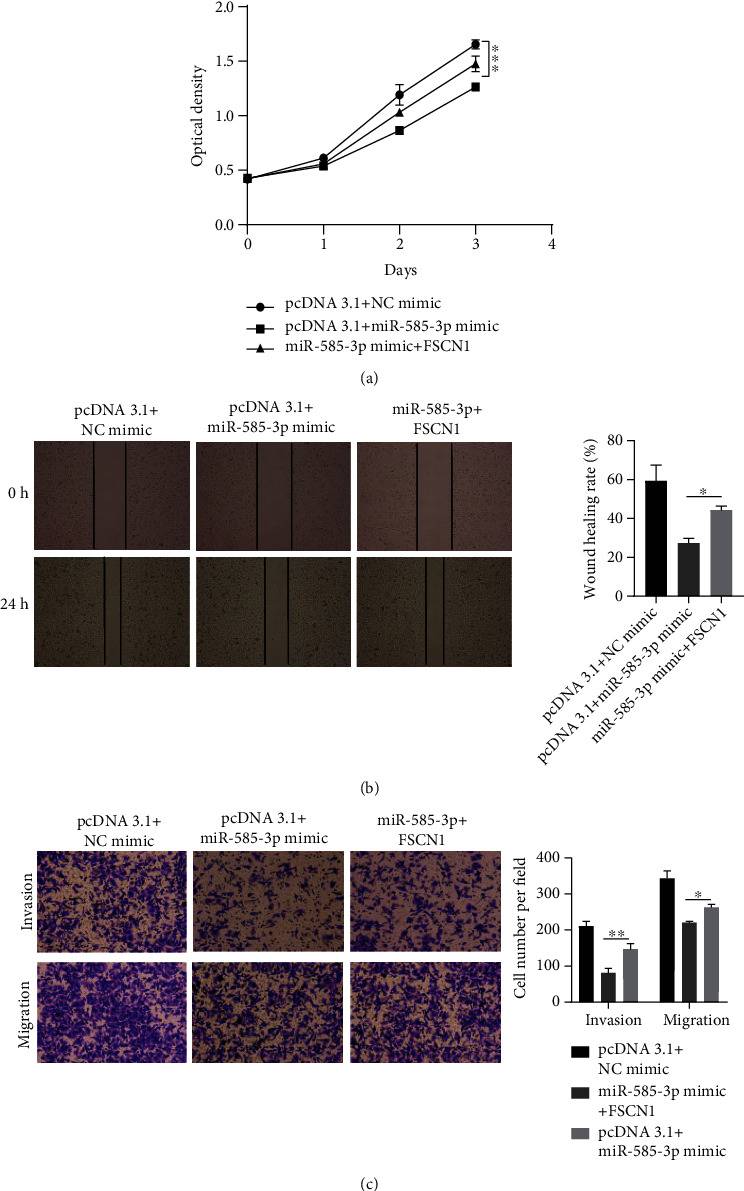 2.0
1.5
1.0
0.5
0.0
Optical density
***
0 1 2 3 4
Days
pcDNA 3.1+NC mimic
pcDNA 3.1+miR-585-3p mimic
miR-585-3p mimic+FSCN1
(a)
pcDNA 3.1+
NC mimic
pcDNA 3.1+
miR-585-3p mimic
miR-585-3p+
FSCN1
0 h
24 h
Wound healing rate (%)
80
60
40
20
0
*
pcDNA 3.1+NC mimic
pcDNA 3.1+miR-585-3p mimic
miR-585-3p mimic+FSCN1
(b)
pcDNA 3.1+
NC mimic
pcDNA 3.1+
miR-585-3p mimic
miR-585-3p+
FSCN1
Invasion
Migration
Cell number per field
400
300
200
100
0
**
*
Invasion Migration
pcDNA 3.1+
NC mimic
miR-585-3p mimic
+FSCN1
pcDNA 3.1+
miR-585-3p mimic
(c)